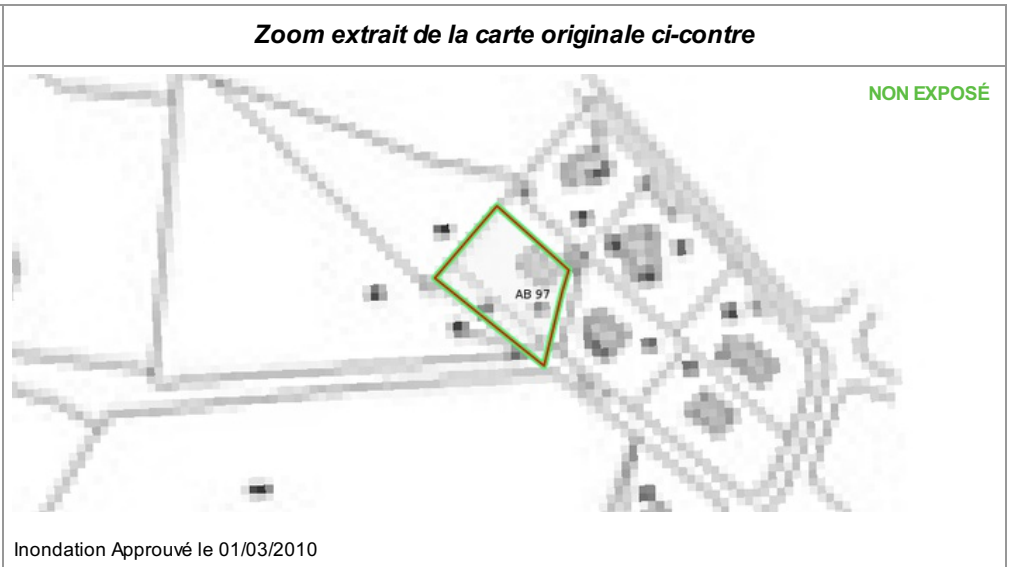 Zoom extrait de la carte originale ci-contre
NON EXPOSÉ
AB 97
Inondation Approuvé le 01/03/2010